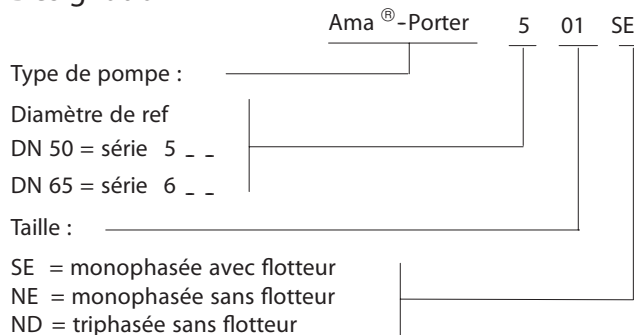 Ama ®-Porter 5 01 SE
Type de pompe :
Diamètre de ref
DN 50 = série 5 _ _
DN 65 = série 6 _ _
Taille :
SE = monophasée avec flotteur
NE = monophasée sans flotteur
ND = triphasée sans flotteur